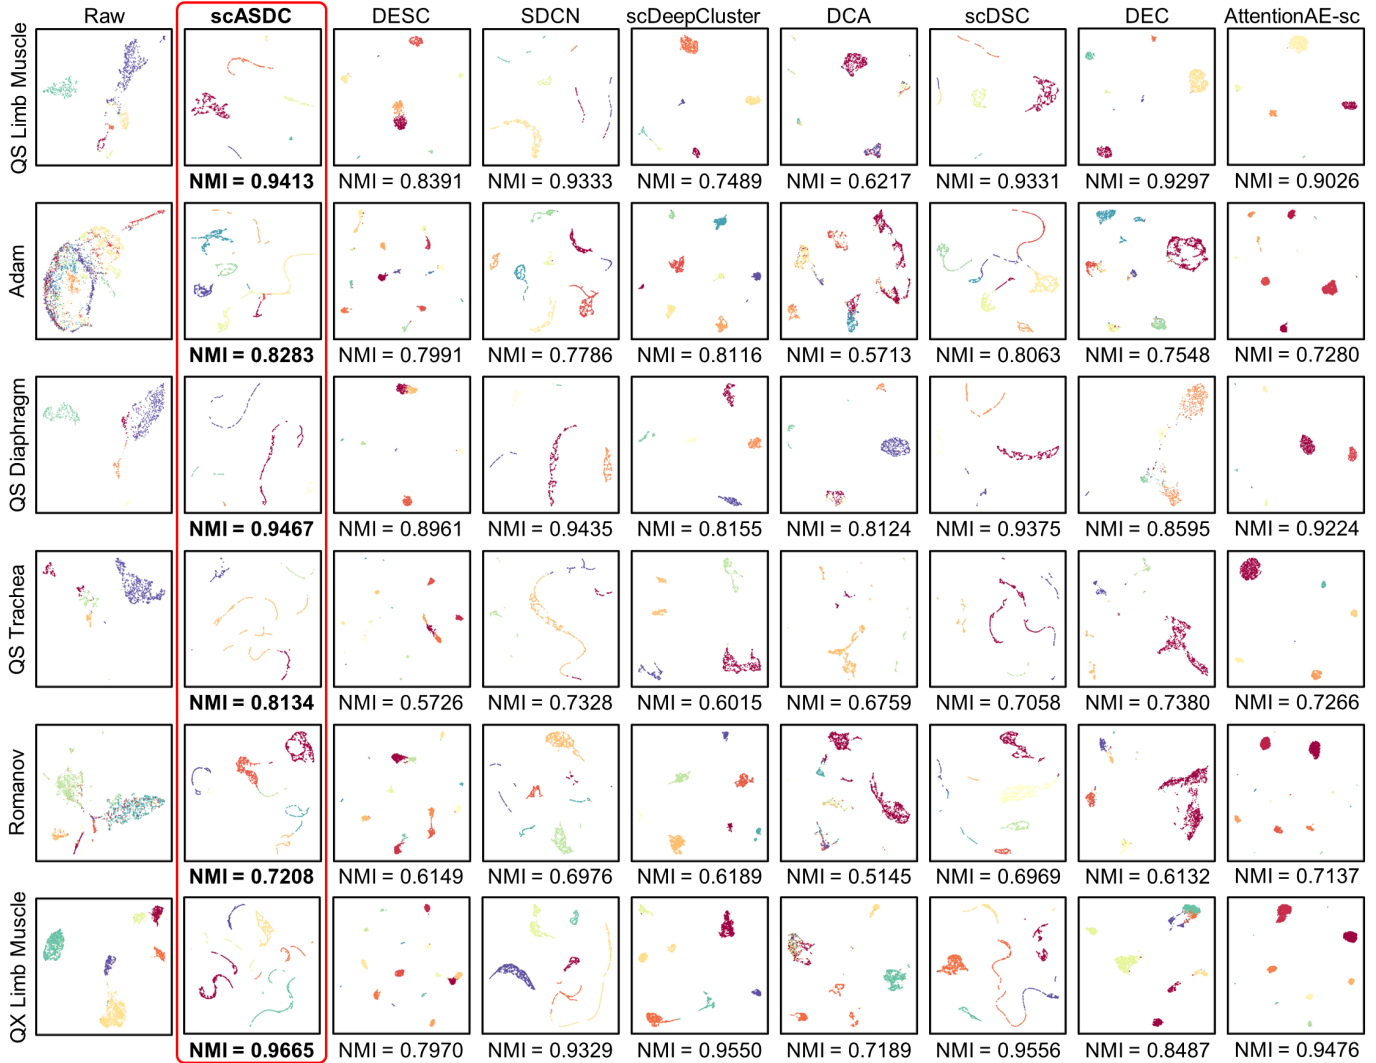 Raw scASDC DESC SDCN scDeepCluster DCA scDSC DEC AttentionAE-sc
QS Limb Muscle
NMI = 0.9413 NMI = 0.8391 NMI = 0.9333 NMI = 0.7489 NMI = 0.6217 NMI = 0.9331 NMI = 0.9297 NMI = 0.9026
Adam
NMI = 0.8283 NMI = 0.7991 NMI = 0.7786 NMI = 0.8116 NMI = 0.5713 NMI = 0.8063 NMI = 0.7548 NMI = 0.7280
QS Diaphragm
NMI = 0.9467 NMI = 0.8961 NMI = 0.9435 NMI = 0.8155 NMI = 0.8124 NMI = 0.9375 NMI = 0.8595 NMI = 0.9224
QS Trachea
NMI = 0.8134 NMI = 0.5726 NMI = 0.7328 NMI = 0.6015 NMI = 0.6759 NMI = 0.7058 NMI = 0.7380 NMI = 0.7266
Romanov
NMI = 0.7208 NMI = 0.6149 NMI = 0.6976 NMI = 0.6189 NMI = 0.5145 NMI = 0.6969 NMI = 0.6132 NMI = 0.7137
QX Limb Muscle
NMI = 0.9665 NMI = 0.7970 NMI = 0.9329 NMI = 0.9550 NMI = 0.7189 NMI = 0.9556 NMI = 0.8487 NMI = 0.9476